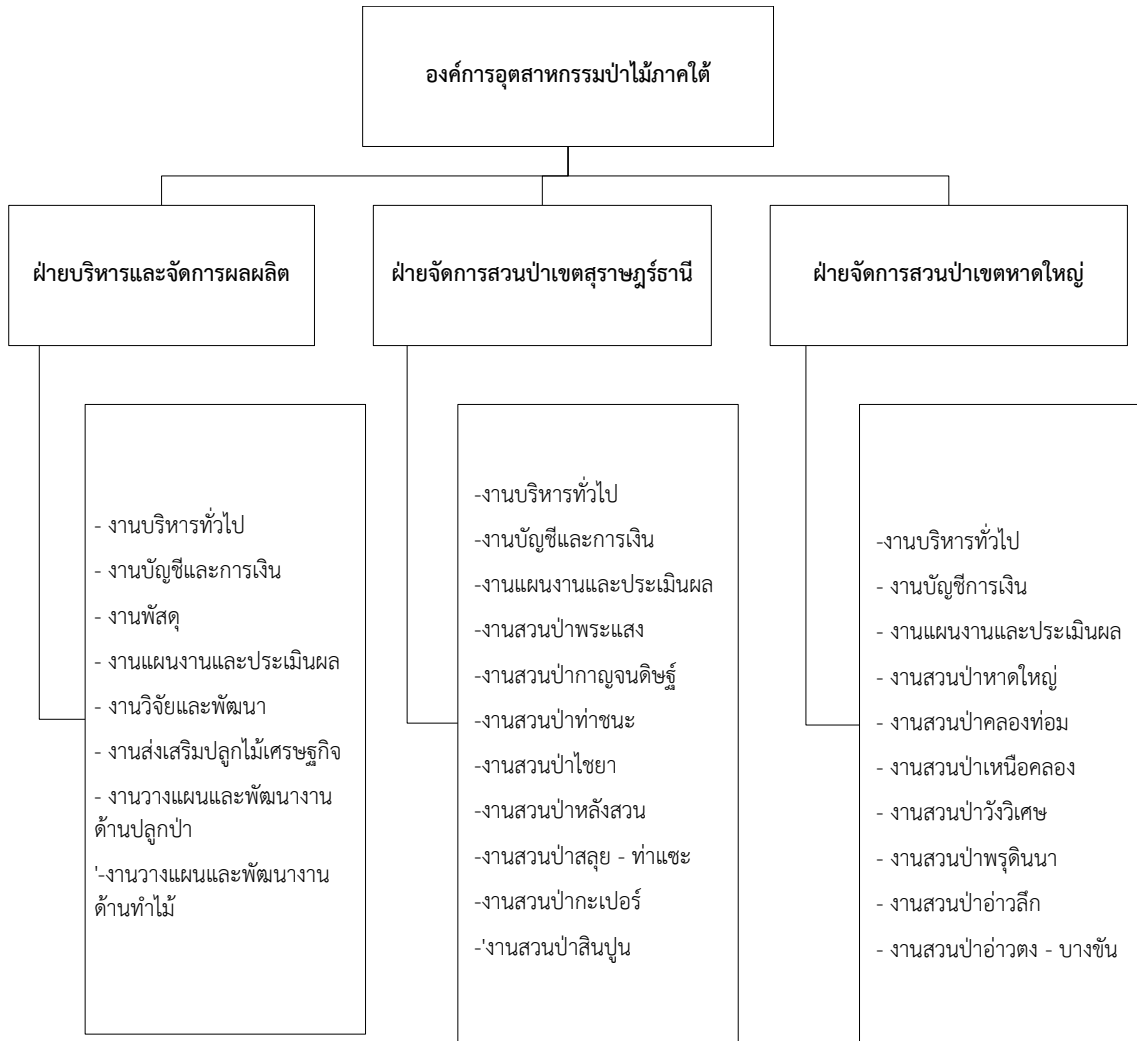 องค์การอุตสาหกรรมป่าไม้ภาคใต้
ฝ่ายบริหารและจัดการผลผลิต
- งานบริหารทั่วไป
- งานบัญชีและการเงิน
- งานพัสดุ
- งานแผนงานและประเมินผล
- งานวิจัยและพัฒนา
- งานส่งเสริมปลูกไม้เศรษฐกิจ
- งานวางแผนและพัฒนางาน
ด้านปลูกป่า
'-งานวางแผนและพัฒนางาน
ด้านทำไม้
ฝ่ายจัดการสวนป่าเขตสุราษฎร์ธานี
-งานบริหารทั่วไป
-งานบัญชีและการเงิน
-งานแผนงานและประเมินผล
-งานสวนป่าพระแสง
-งานสวนป่ากาญจนดิษฐ์
-งานสวนป่าท่าชนะ
-งานสวนป่าไชยา
-งานสวนป่าหลังสวน
-งานสวนป่าสลุย - ท่าแซะ
-งานสวนป่ากะเปอร์
-'งานสวนป่าสินปูน
ฝ่ายจัดการสวนป่าเขตหาดใหญ่
-งานบริหารทั่วไป
- งานบัญชีการเงิน
- งานแผนงานและประเมินผล
- งานสวนป่าหาดใหญ่
- งานสวนป่าคลองท่อม
- งานสวนป่าเหนือคลอง
- งานสวนป่าวังวิเศษ
- งานสวนป่าพรุดินนา
- งานสวนป่าอ่าวลึก
- งานสวนป่าอ่าวตง - บางขัน